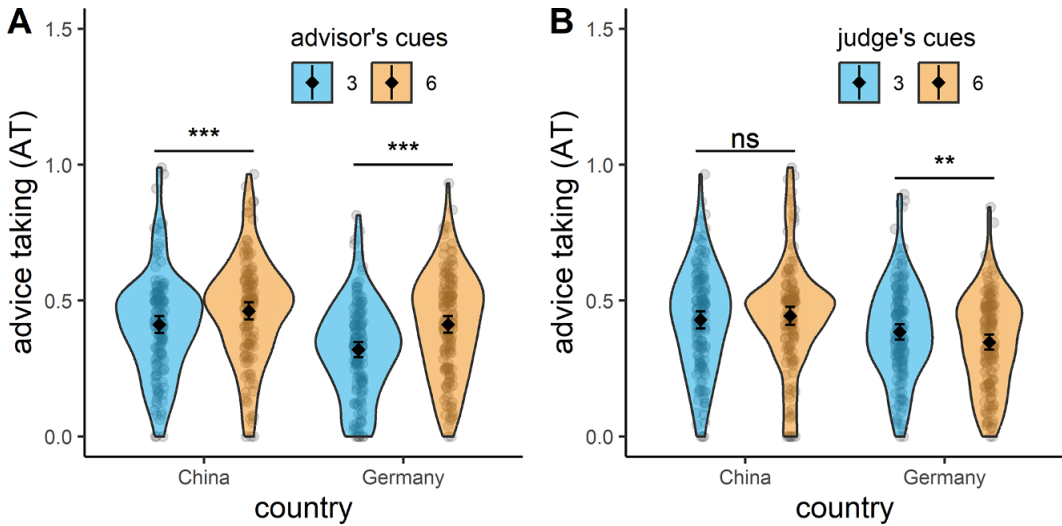 A
advisor's cues
3 6
advice taking (AT)
1.5
1.0
0.5
0.0
***
***
China Germany
country
B
judge's cues
3 6
advice taking (AT)
1.5
1.0
0.5
0.0
ns
**
China Germany
country